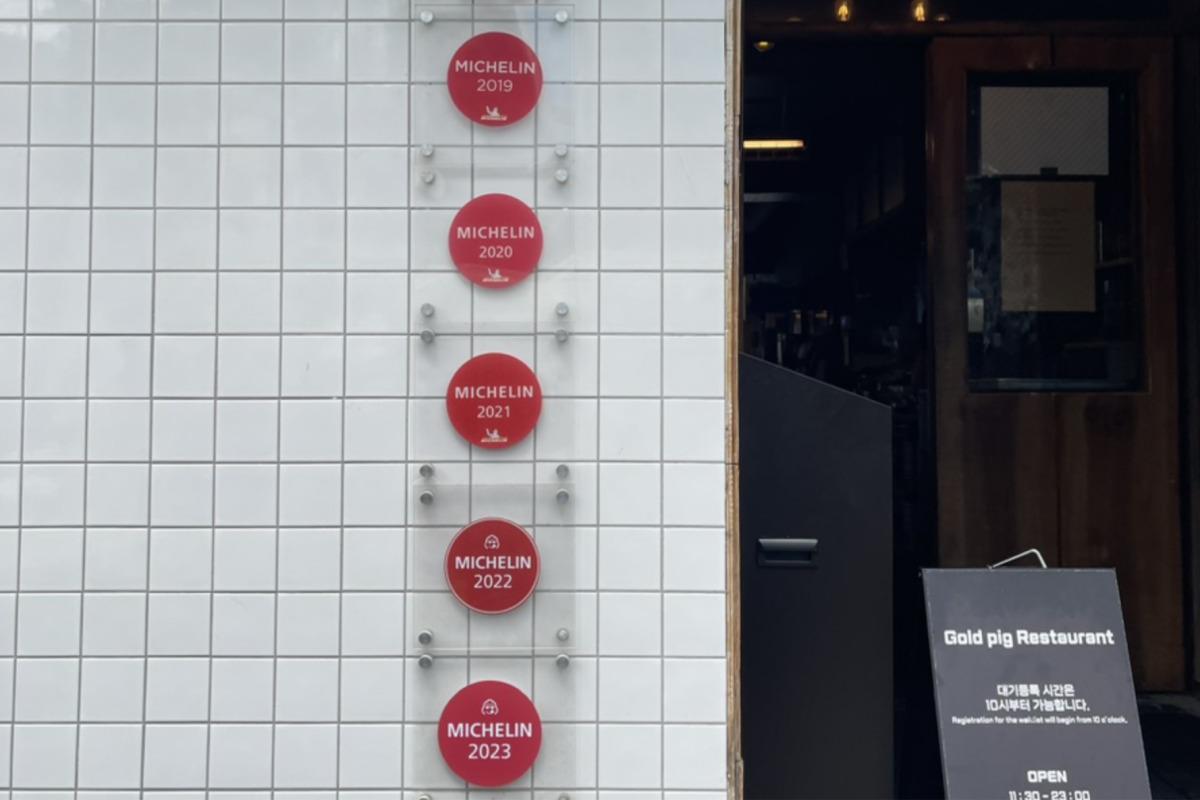 MICHELIN
2019
MICHELIN
2020
MICHELIN
2021
MICHELIN
2022
MICHELIN
2023
Gold pig Restaurant
대기등록 시간은
10시부터 가능합니다.
Registration for the waitlist will begin from 10 o'clock.
OPEN
11:30 - 23:00